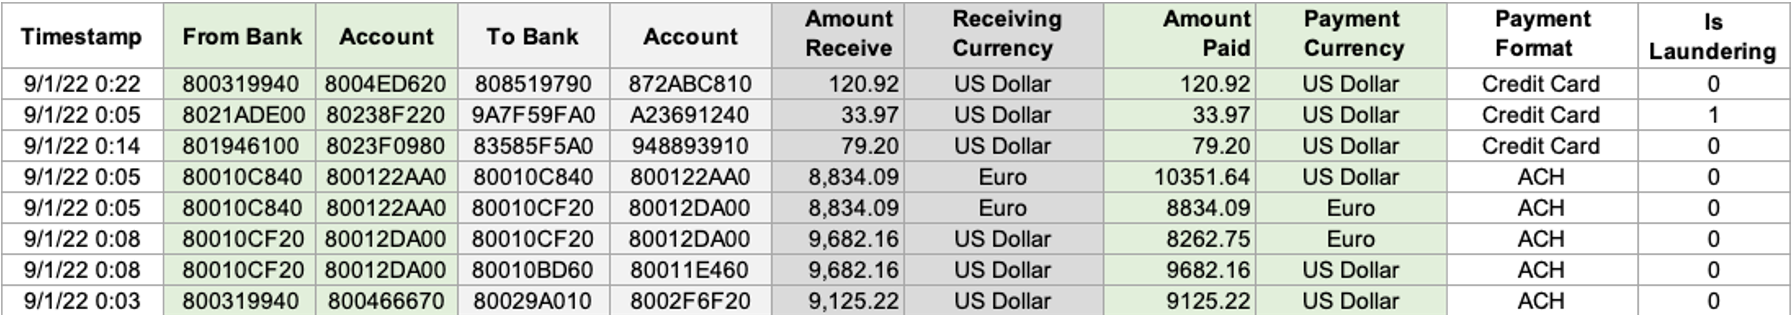 Timestamp From Bank Account To Bank Account Amount Receive Receiving Currency Amount Paid Payment Currency Payment Format Is Laundering
9/1/22 0:22 800319940 8004ED620 808519790 872ABC810 120.92 US Dollar 120.92 US Dollar Credit Card 0
9/1/22 0:05 8021ADE00 80238F220 9A7F59FA0 A23691240 33.97 US Dollar 33.97 US Dollar Credit Card 1
9/1/22 0:14 801946100 8023F0980 83585F5A0 948893910 79.20 US Dollar 79.20 US Dollar Credit Card 0
9/1/22 0:05 80010C840 800122AA0 80010C840 800122AA0 8,834.09 Euro 10351.64 US Dollar ACH 0
9/1/22 0:05 80010C840 800122AA0 80010CF20 80012DA00 8,834.09 Euro 8834.09 Euro ACH 0
9/1/22 0:08 80010CF20 80012DA00 80010CF20 80012DA00 9,682.16 US Dollar 8262.75 Euro ACH 0
9/1/22 0:08 80010CF20 80012DA00 80010BD60 80011E460 9,682.16 US Dollar 9682.16 US Dollar ACH 0
9/1/22 0:03 800319940 800466670 80029A010 8002F6F20 9,125.22 US Dollar 9125.22 US Dollar ACH 0